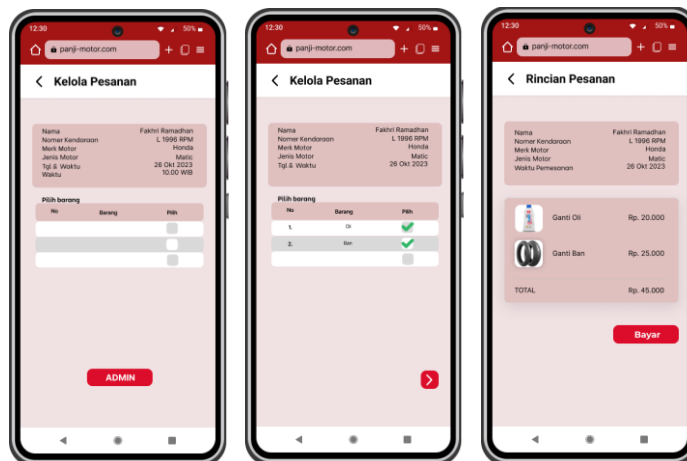 12:30 50%
panji-motor.com
Kelola Pesanan
Nama Fakhri Ramadhan
Nomer Kendaraan L 1996 RPM
Merk Motor Honda
Jenis Motor Matic
Tgl & Waktu 26 Okt 2023
Waktu 10.00 WIB
Pilih barang
No Barang Pilih
ADMIN
12:30 50%
panji-motor.com
Kelola Pesanan
Nama Fakhri Ramadhan
Nomer Kendaraan L 1996 RPM
Merk Motor Honda
Jenis Motor Matic
Tgl & Waktu 26 Okt 2023
Pilih barang
No Barang Pilih
1. Oli
2. Ban
12:30 50%
panji-motor.com
Rincian Pesanan
Nama Fakhri Ramadhan
Nomer Kendaraan L 1996 RPM
Merk Motor Honda
Jenis Motor Matic
Waktu Pemesanan 26 Okt 2023
Ganti Oli Rp. 20.000
Ganti Ban Rp. 25.000
TOTAL Rp. 45.000
Bayar